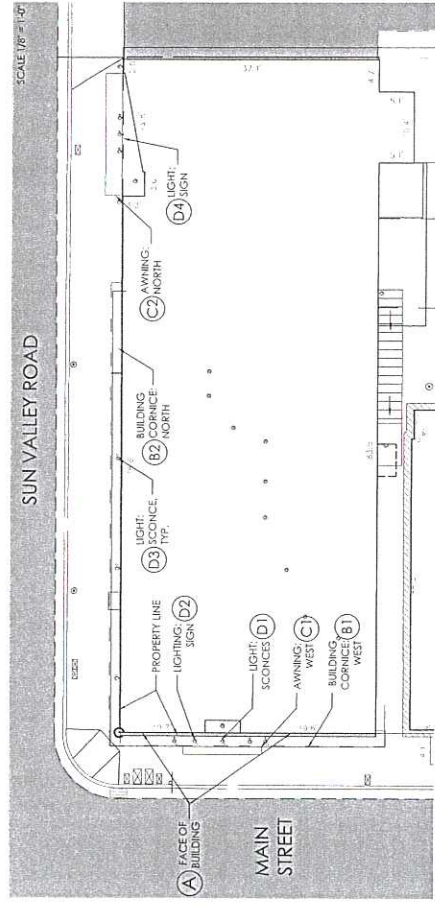 SCALE 1/8" = 1'-0"
SUN VALLEY ROAD
D4
LIGHT:
SIGN
C2
AWNING:
NORTH
B2
BUILDING
CORNICE:
NORTH
D3
LIGHT:
SCONCE,
TYP.
PROPERTY LINE
LIGHTING:
SIGN
D2
LIGHT:
SCONCES
D1
AWNING:
WEST
C1
BUILDING
CORNICE:
WEST
B1
A
FACE OF
BUILDING
MAIN
STREET